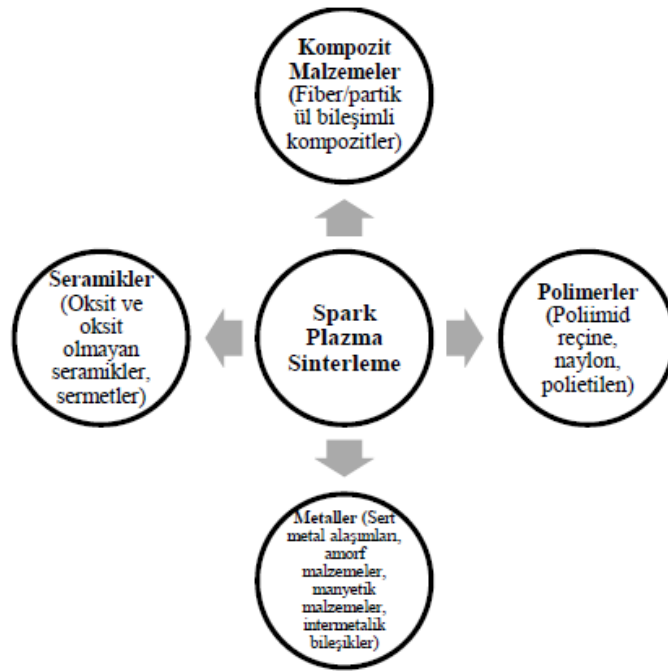 Kompozit
Malzemeler
(Fiber/partik
ül bileşimli
kompozitler)
Seramikler
(Oksit ve
oksit
olmayan
seramikler,
sermetler)
Spark
Plazma
Sinterleme
Polimerler
(Poliimid
reçine,
naylon,
polietilen)
Metaller (Sert
metal alaşımları,
amorf
malzemeler,
manyetik
malzemeler,
intermetalik
bileşikler)